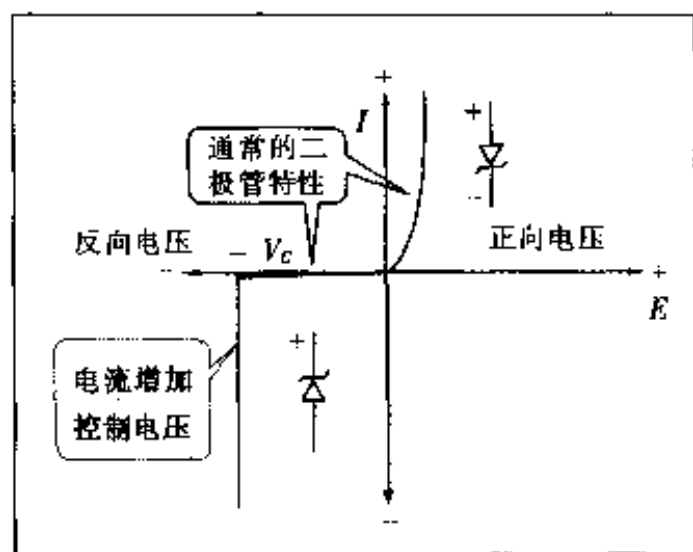 +
I
通常的二
极管特性
+
--
反向电压
正向电压
- Vc
--
+
E
+
电流增加
控制电压
--